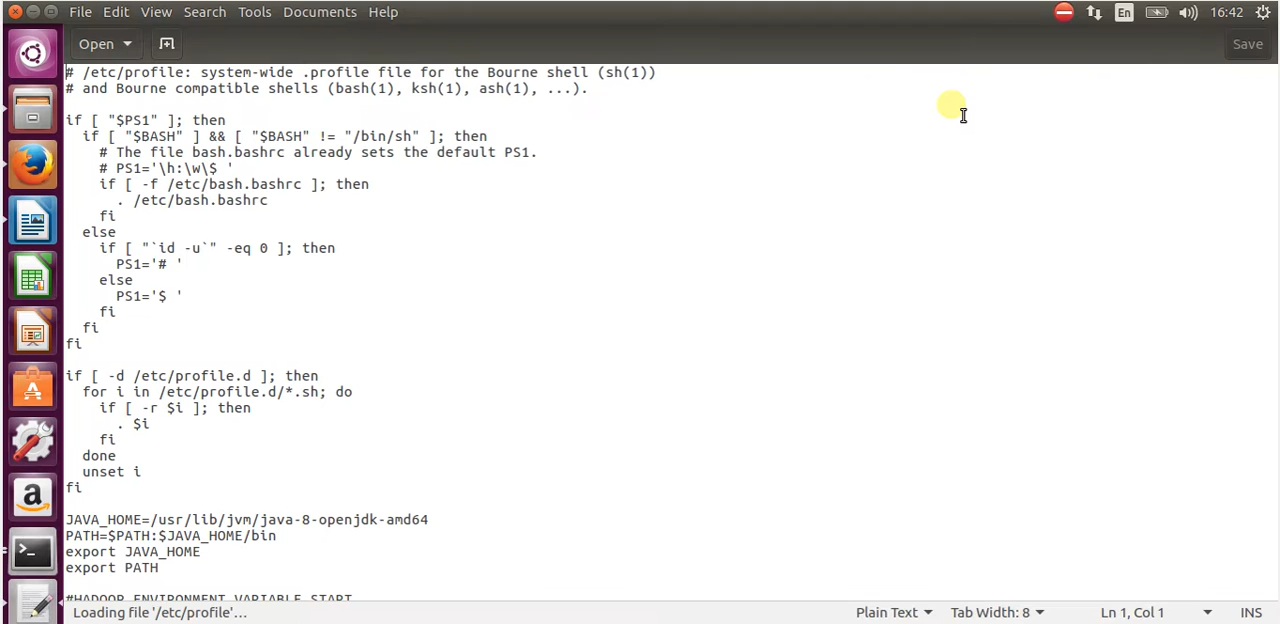 File Edit View Search Tools Documents Help En 16:42
Open Save
# /etc/profile: system-wide .profile file for the Bourne shell (sh(1))
# and Bourne compatible shells (bash(1), ksh(1), ash(1), ...).
if [ "$PS1" ]; then
if [ "$BASH" ] && [ "$BASH" != "/bin/sh" ]; then
# The file bash.bashrc already sets the default PS1.
# PS1='\h:\w\$ '
if [ -f /etc/bash.bashrc ]; then
. /etc/bash.bashrc
fi
else
if [ "`id -u`" -eq 0 ]; then
PS1='# '
else
PS1='$ '
fi
fi
fi
if [ -d /etc/profile.d ]; then
for i in /etc/profile.d/*.sh; do
if [ -r $i ]; then
. $i
fi
done
unset i
fi
JAVA_HOME=/usr/lib/jvm/java-8-openjdk-amd64
PATH=$PATH:$JAVA_HOME/bin
export JAVA_HOME
export PATH
#HADOOP ENVIRONMENT VARIABLE START
Loading file '/etc/profile'... Plain Text Tab Width: 8 Ln 1, Col 1 INS